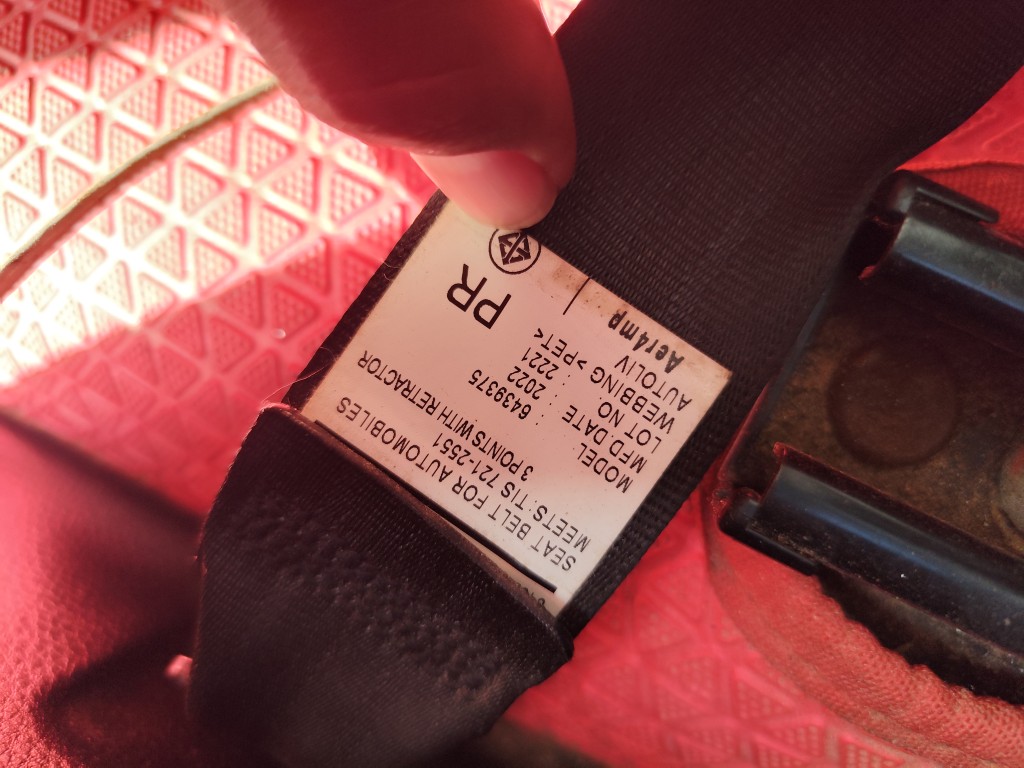 SEAT BELT FOR AUTOMOBILES
MEETS: TIS 721-2551
3 POINTS WITH RETRACTOR
MODEL : 6439375
MFD.DATE : 2022
LOT NO : 2221
WEBBING >PET<
AUTOLIV
Aer4mp
PR